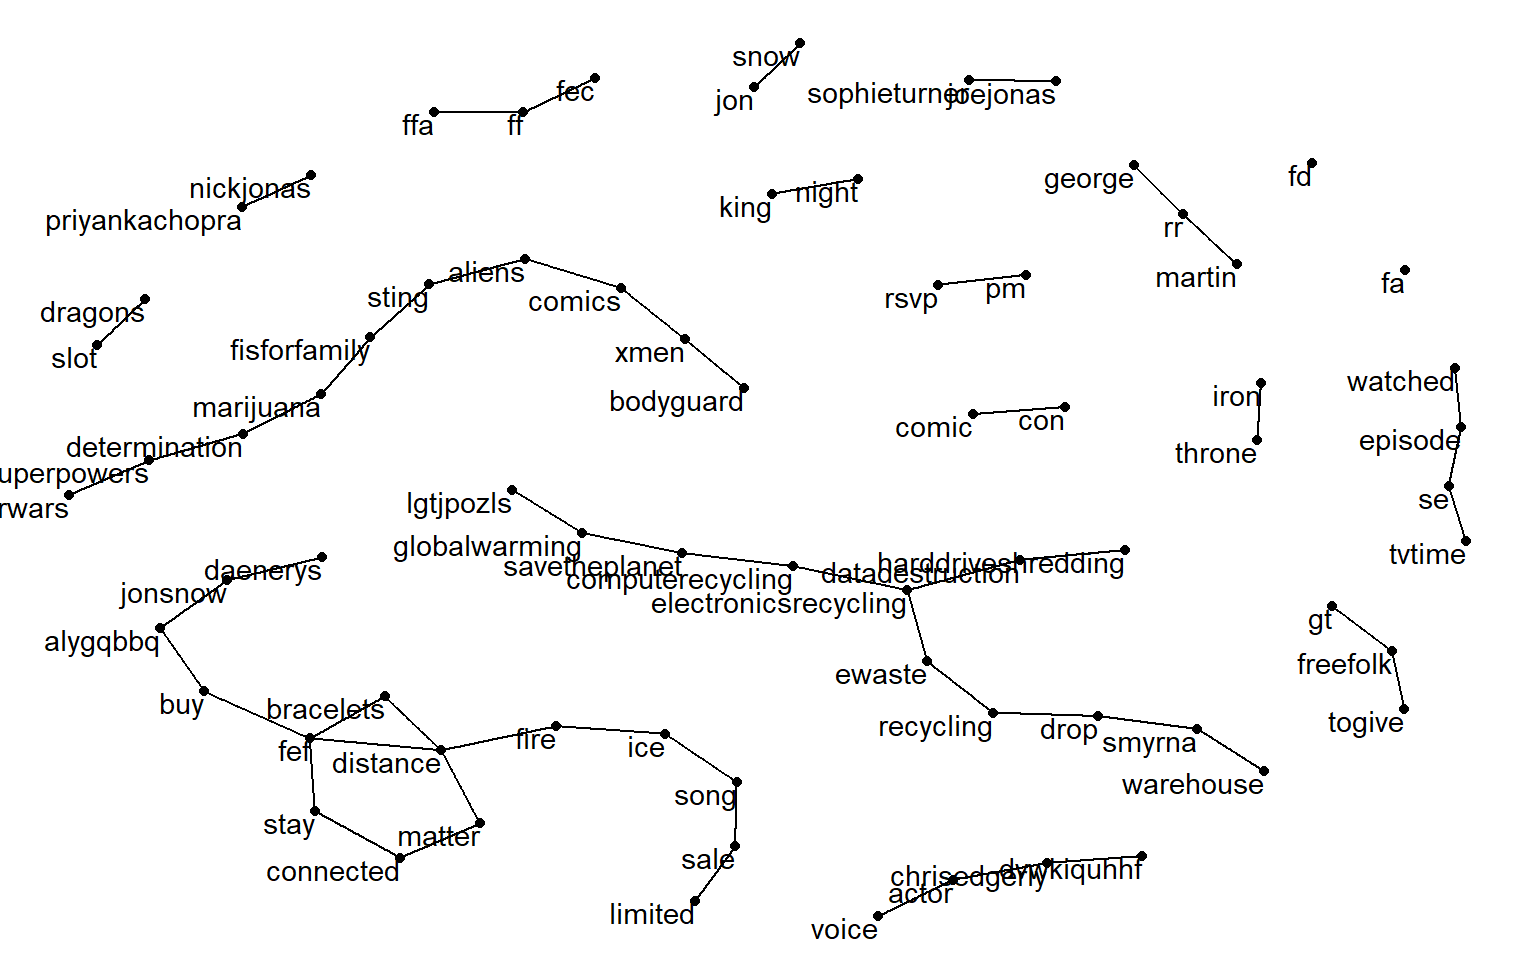 snow
fec
jon
sophieturner
joejonas
ffa
ff
nickjonas
priyankachopra
king
night
george
rr
martin
fd
aliens
sting
comics
rsvp
pm
fa
dragons
slot
fisforfamily
xmen
marijuana
bodyguard
comic
con
iron
throne
watched
episode
se
tvtime
determination
uperpowers
rwars
lgtjpozls
globalwarming
savetheplanet
computerecycling
electronicsrecycling
datadestruction
harddriveshredding
daenerys
jonsnow
alygqbbq
buy
bracelets
fef
distance
fire
ice
song
sale
limited
stay
matter
connected
ewaste
recycling
drop
smyrna
warehouse
gt
freefolk
togive
chrisedgerly
actor
voice